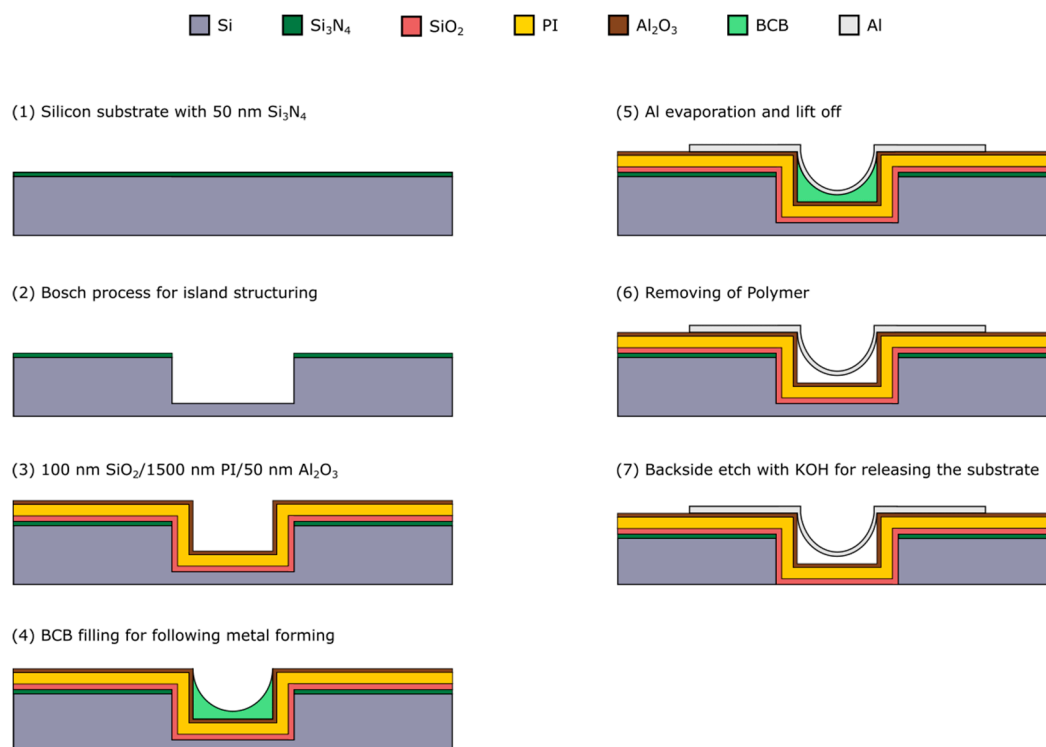 Si Si₃N₄ SiO₂ PI Al₂O₃ BCB Al
(1) Silicon substrate with 50 nm Si₃N₄
(2) Bosch process for island structuring
(3) 100 nm SiO₂/1500 nm PI/50 nm Al₂O₃
(4) BCB filling for following metal forming
(5) Al evaporation and lift off
(6) Removing of Polymer
(7) Backside etch with KOH for releasing the substrate